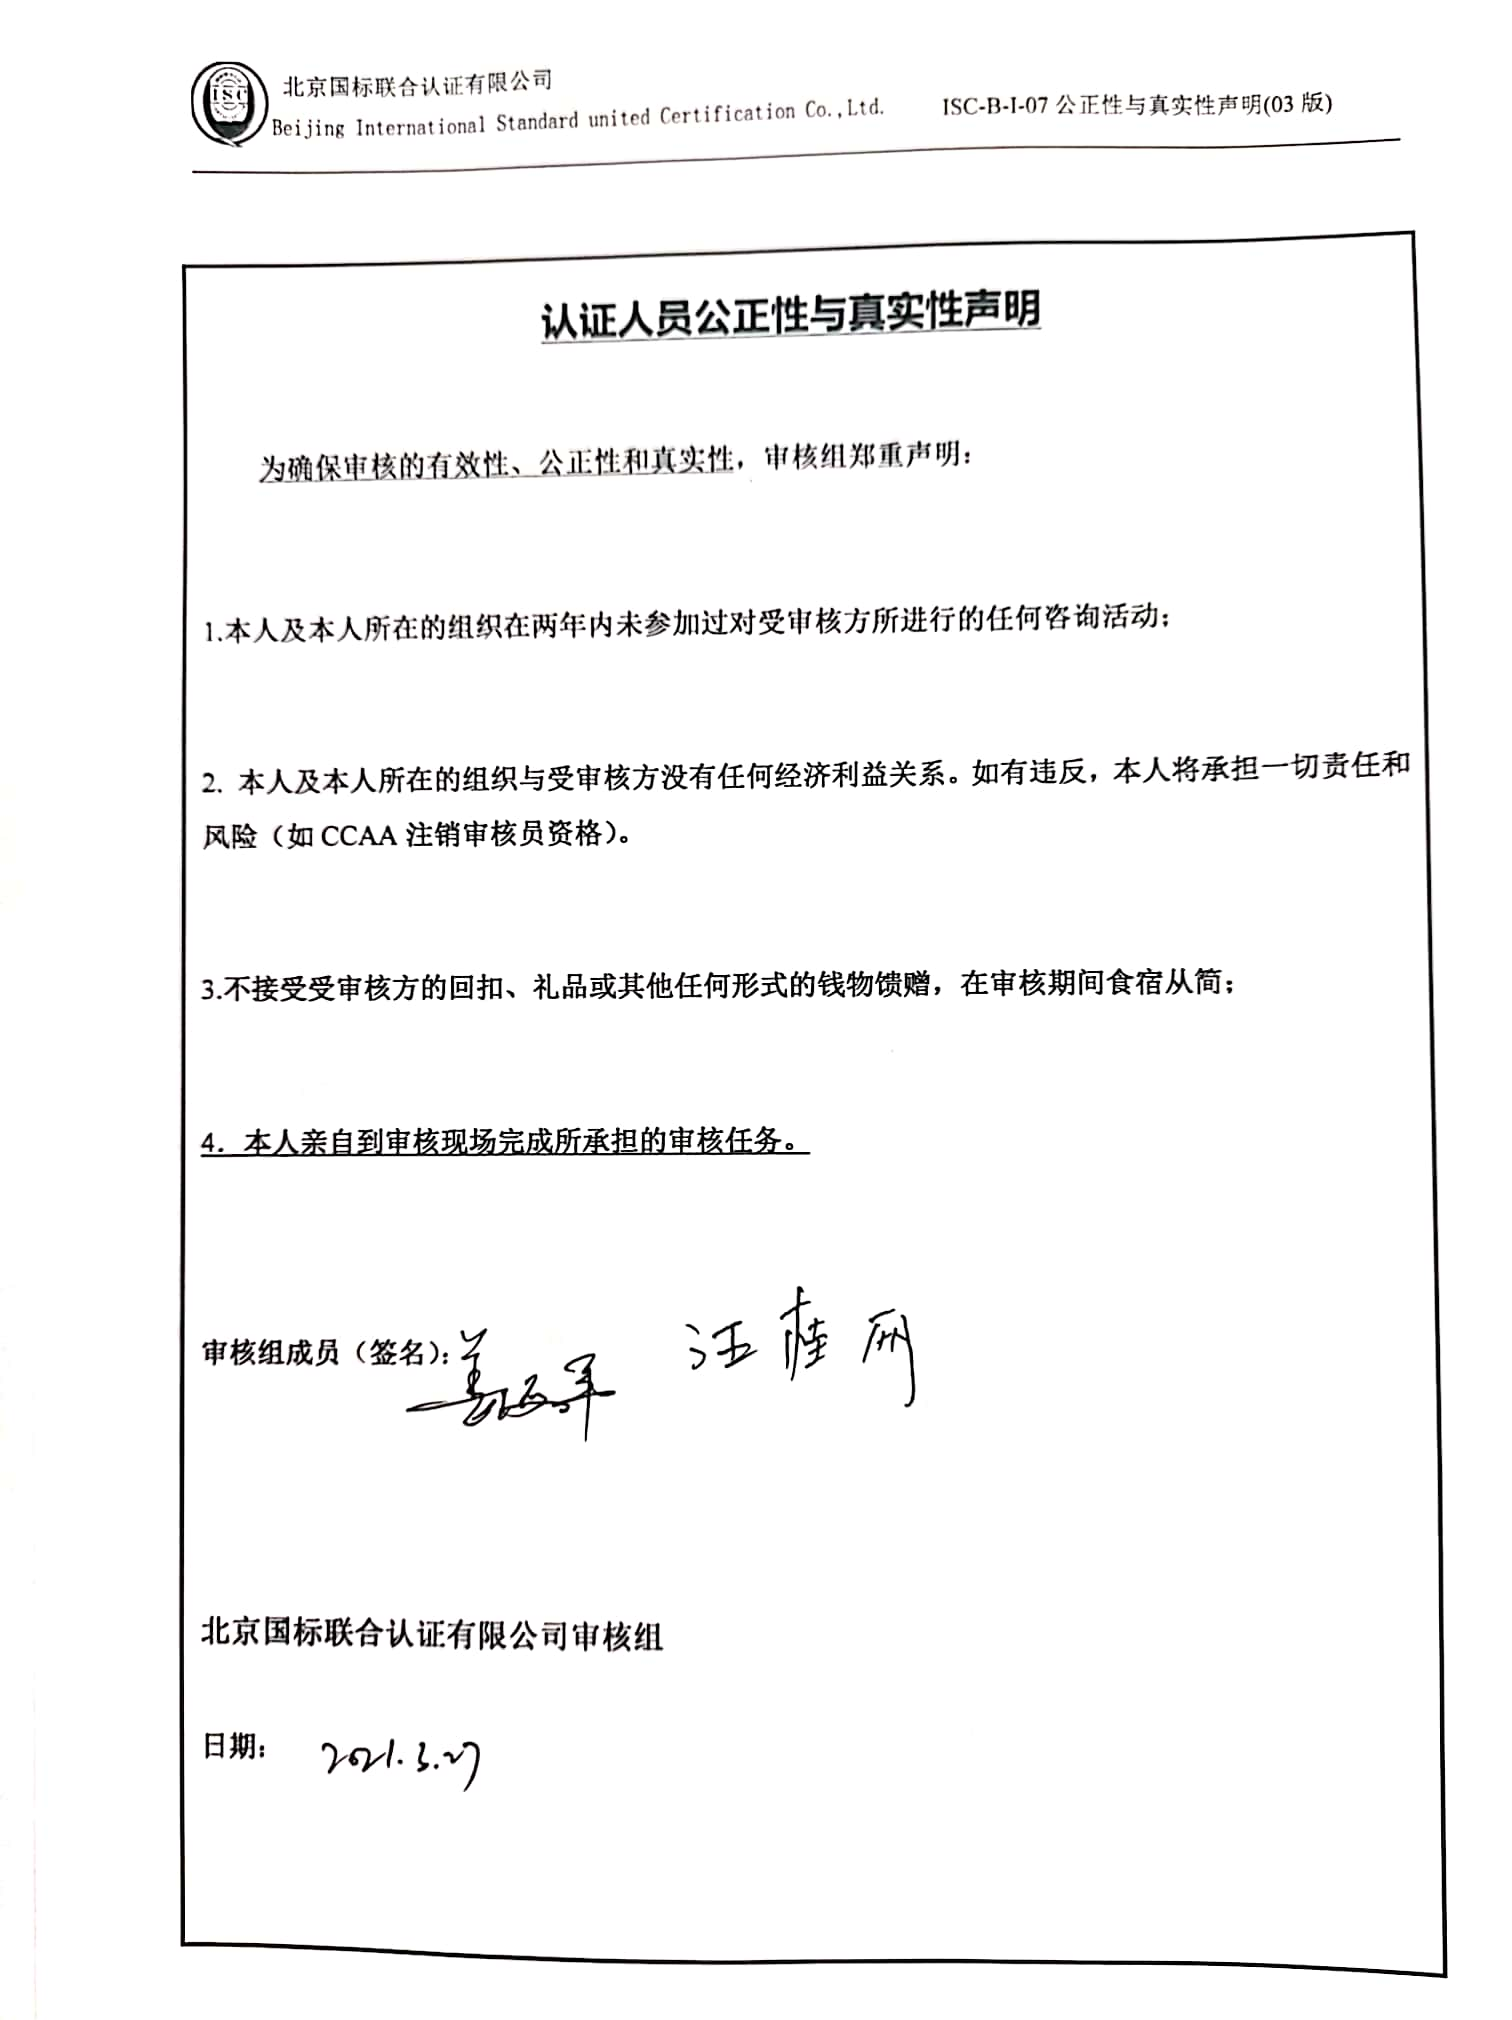 ISC
北京国标联合认证有限公司
Beijing International Standard united Certification Co.,Ltd.
ISC-B-I-07 公正性与真实性声明(03 版)
认证人员公正性与真实性声明
为确保审核的有效性、公正性和真实性，审核组郑重声明：
1.本人及本人所在的组织在两年内未参加过对受审核方所进行的任何咨询活动；
2. 本人及本人所在的组织与受审核方没有任何经济利益关系。如有违反，本人将承担一切责任和
风险（如 CCAA 注销审核员资格）。
3.不接受受审核方的回扣、礼品或其他任何形式的钱物馈赠，在审核期间食宿从简；
4. 本人亲自到审核现场完成所承担的审核任务。
审核组成员（签名）：姜海军 汪桂丽
北京国标联合认证有限公司审核组
日期： 2021.3.27